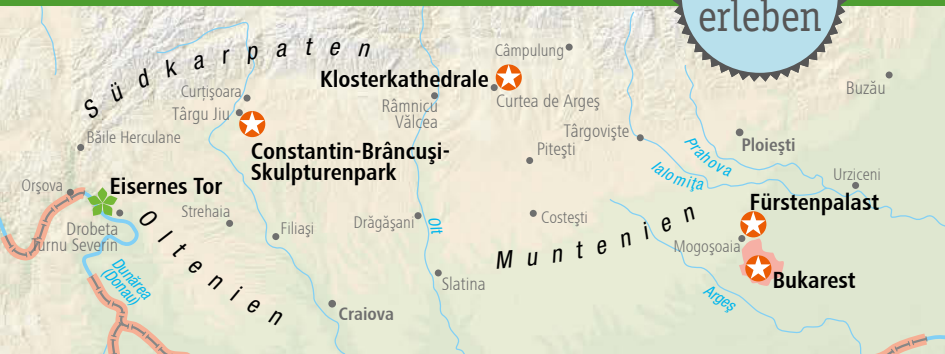 erleben
Südkarpaten
Câmpulung
Klosterkathedrale
Curtea de Argeş
Buzău
Curţişoara
Târgu Jiu
Râmnicu
Vâlcea
Târgovişte
Prahova
Ploieşti
Băile Herculane
Constantin-Brâncuşi-
Skulpturenpark
Piteşti
Ialomiţa
Urziceni
Orşova
Eisernes Tor
Fürstenpalast
Drobeta
Turnu Severin
Strehaia
Filiaşi
Drăgăşani
Olt
Costeşti
Muntenien
Mogoşoaia
Oltenien
Dunărea
(Donau)
Slatina
Bukarest
Argeş
Craiova